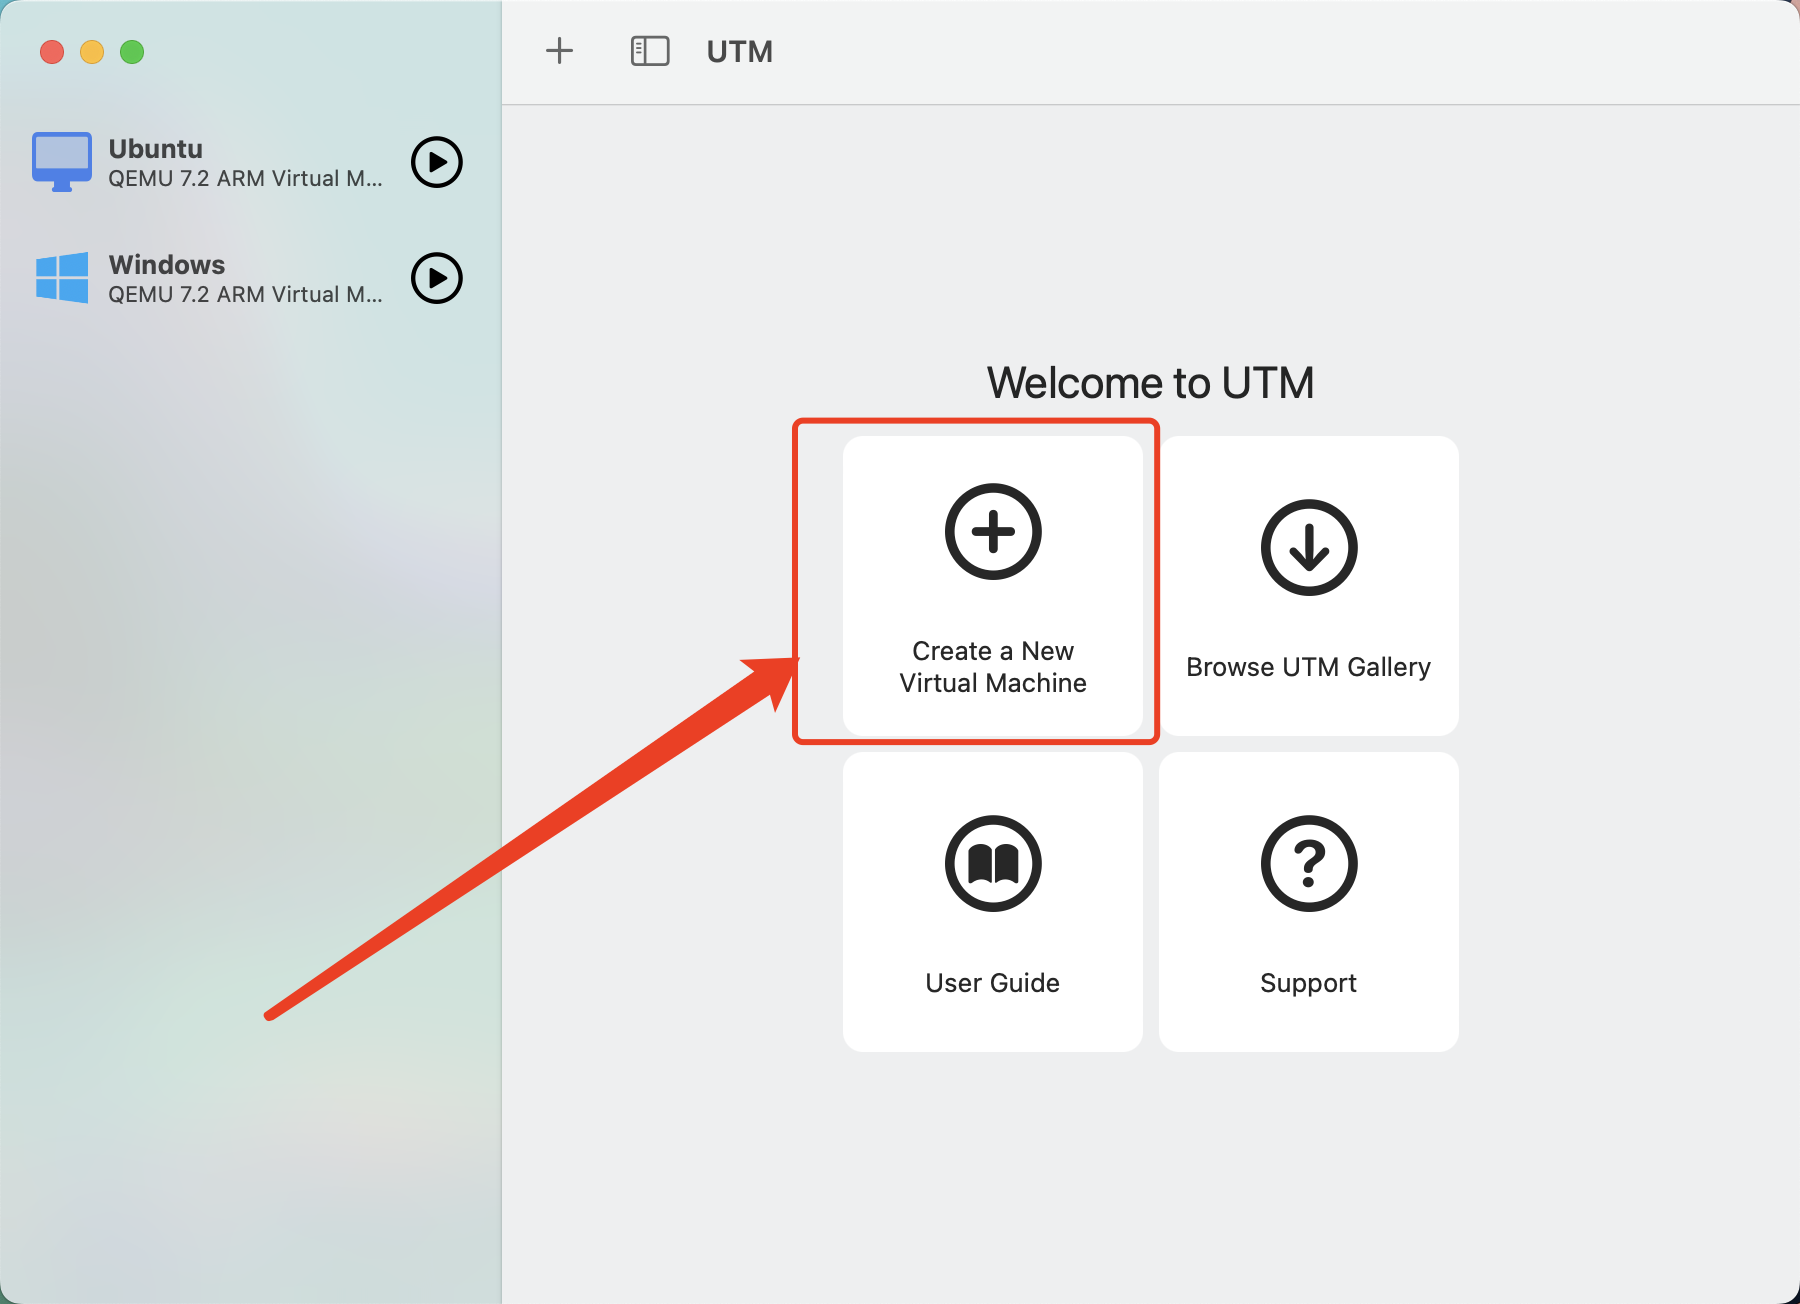 UTM
Ubuntu
QEMU 7.2 ARM Virtual M...
Windows
QEMU 7.2 ARM Virtual M...
Welcome to UTM
Create a New
Virtual Machine
Browse UTM Gallery
User Guide
Support